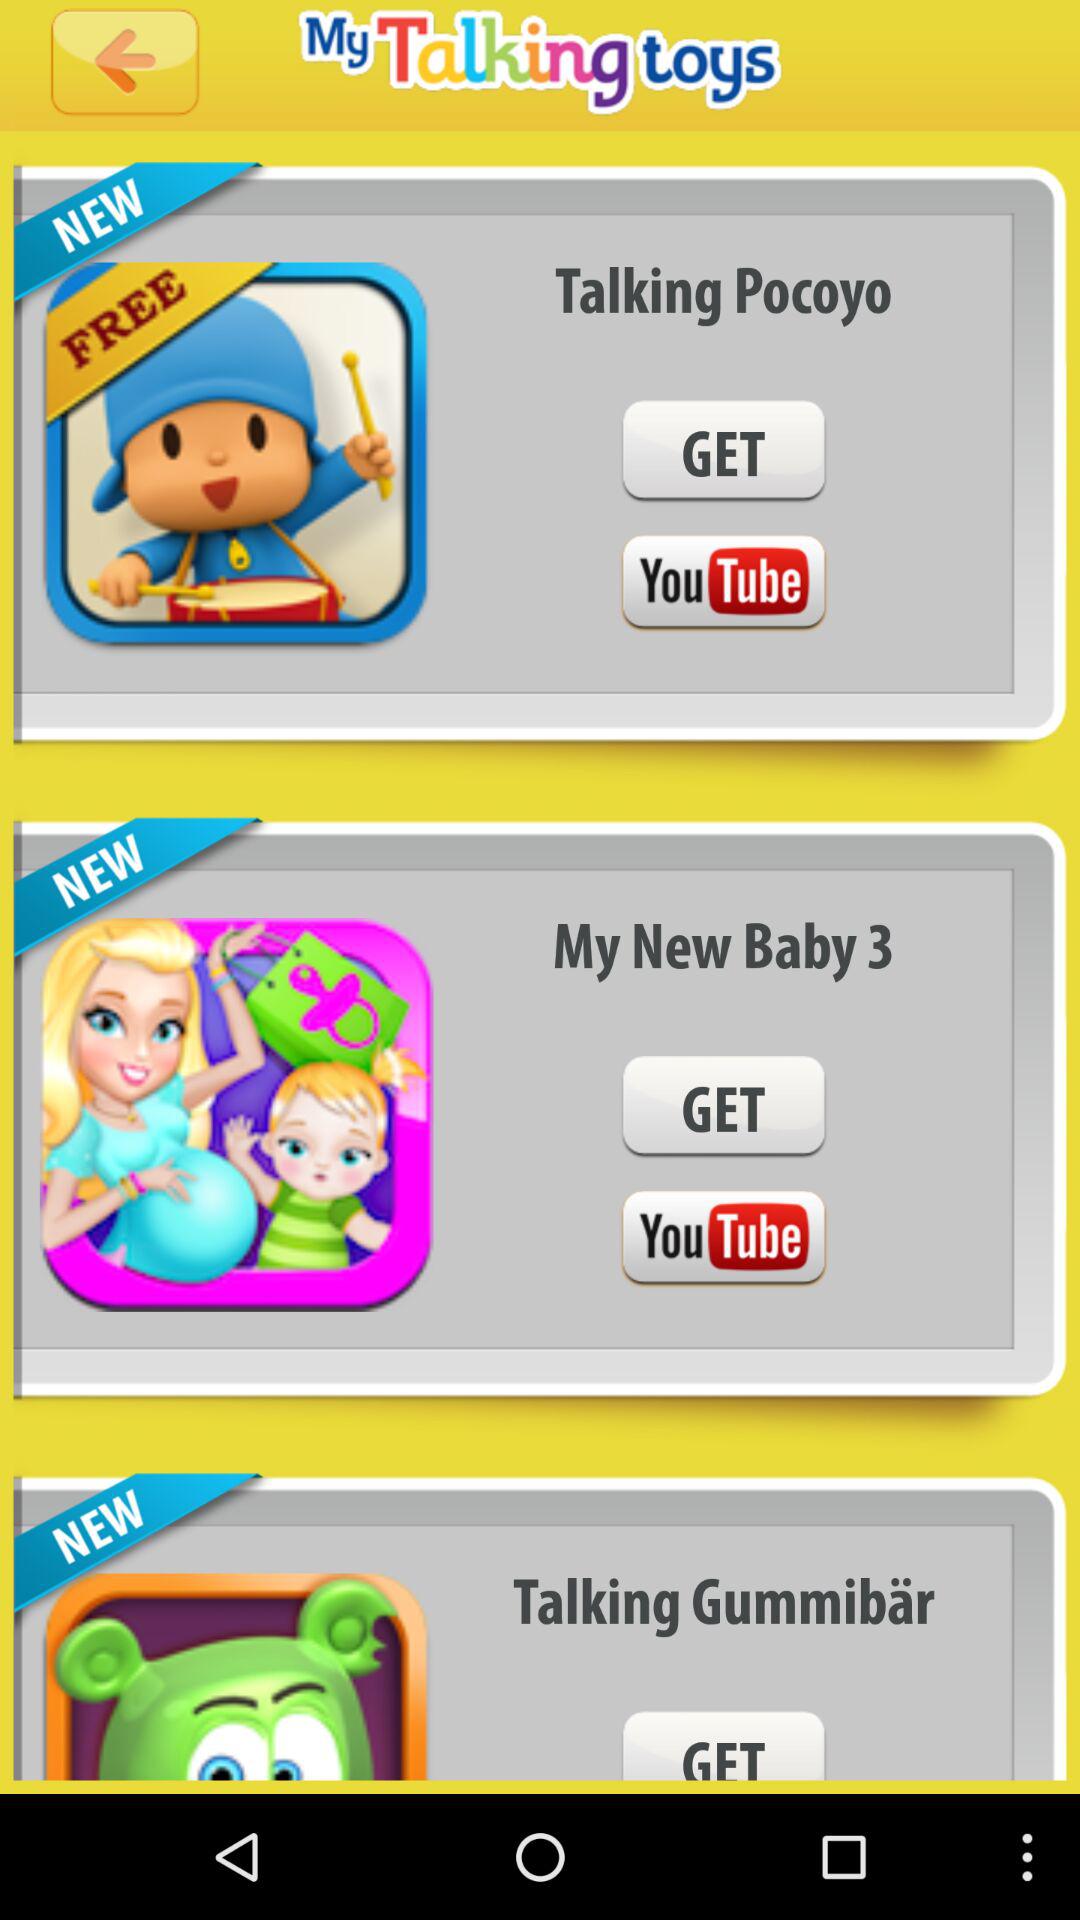 My Talking toys
NEW
FREE
Talking Pocoyo
GET
YouTube
NEW
My New Baby 3
GET
YouTube
NEW
Talking Gummibär
GET